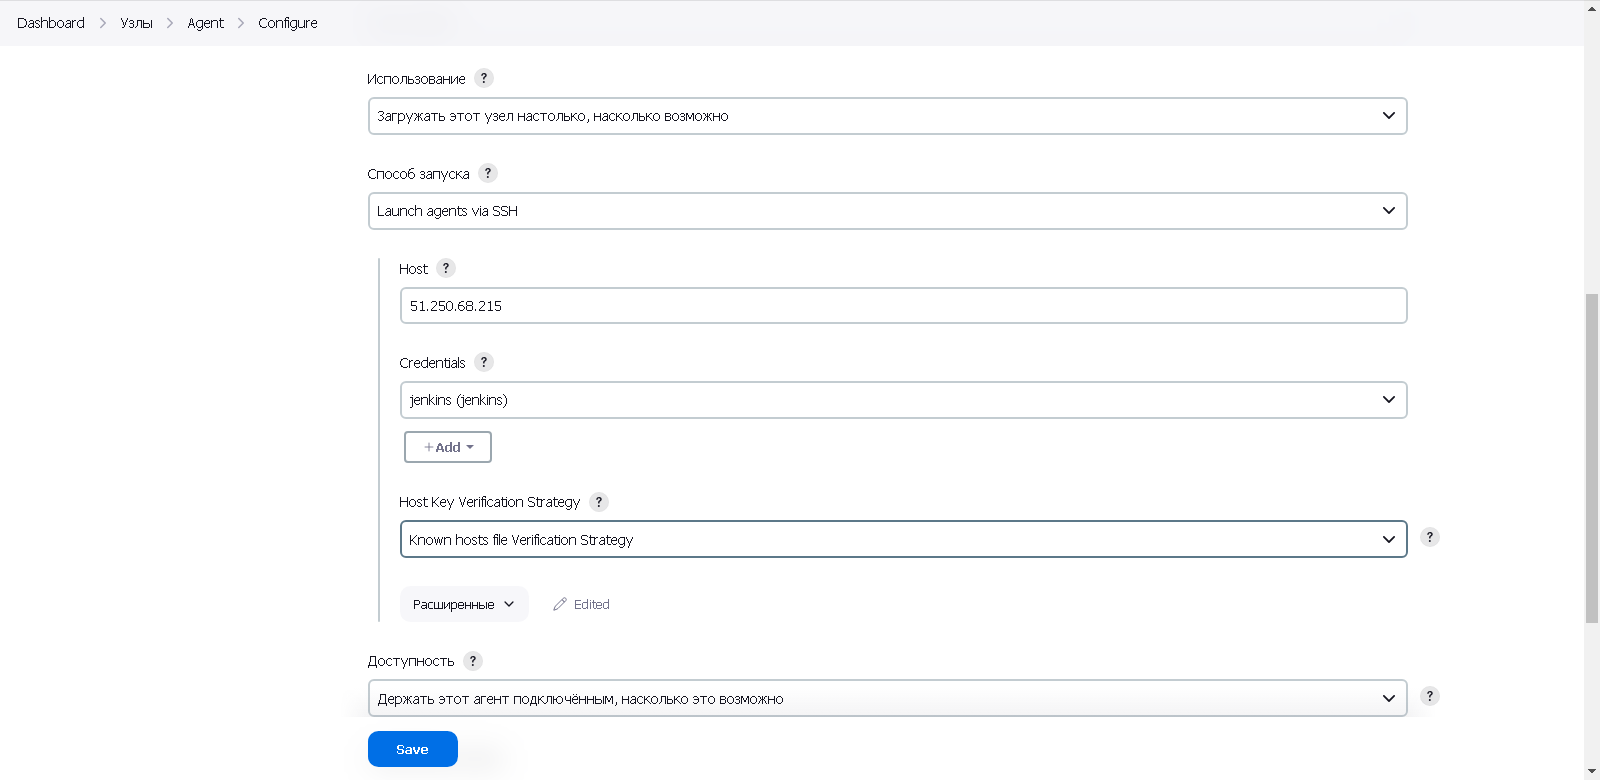 Dashboard > Узлы > Agent > Configure
Использование ?
Загружать этот узел настолько, насколько возможно
Способ запуска ?
Launch agents via SSH
Host ?
51.250.68.215
Credentials ?
jenkins (jenkins)
+Add
Host Key Verification Strategy ?
Known hosts file Verification Strategy ?
Расширенные Edited
Доступность ?
Держать этот агент подключённым, насколько это возможно ?
Save